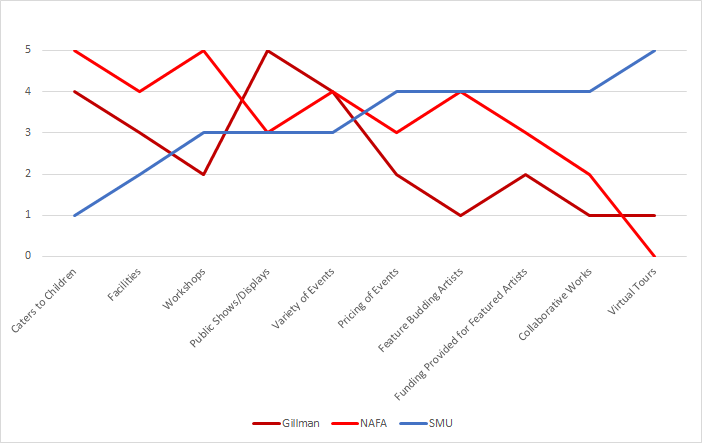 5
4
3
2
1
0
Caters to Children
Facilities
Workshops
Public Shows/Displays
Variety of Events
Pricing of Events
Feature Budding Artists
Funding Provided for Featured Artists
Collaborative Works
Virtual Tours
Gillman NAFA SMU